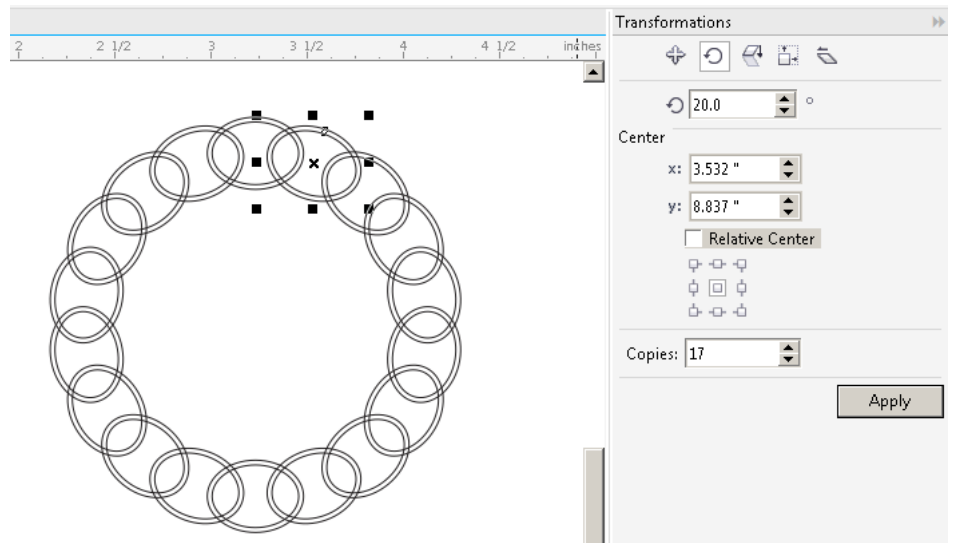 Transformations
2 2 1/2 3 3 1/2 4 4 1/2 inches
20.0 °
Center
x: 3.532 "
y: 8.837 "
Relative Center
Copies: 17
Apply